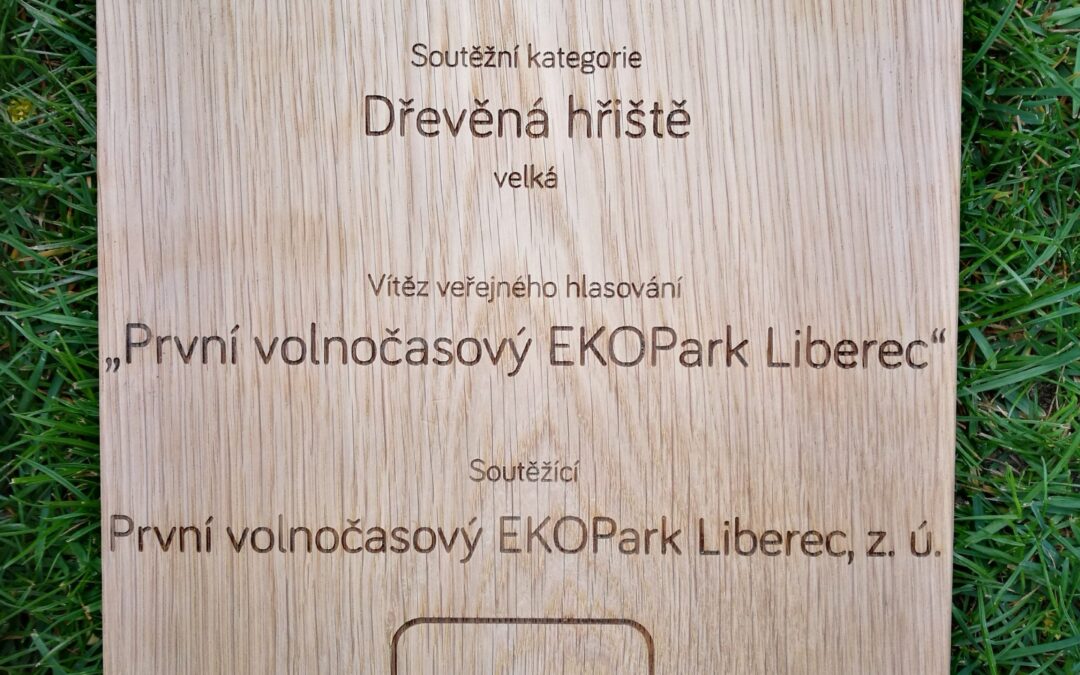 Soutěžní kategorie
Dřevěná hřiště
velká
Vítěz veřejného hlasování
„První volnočasový EKOPark Liberec“
Soutěžící
První volnočasový EKOPark Liberec, z. ú.